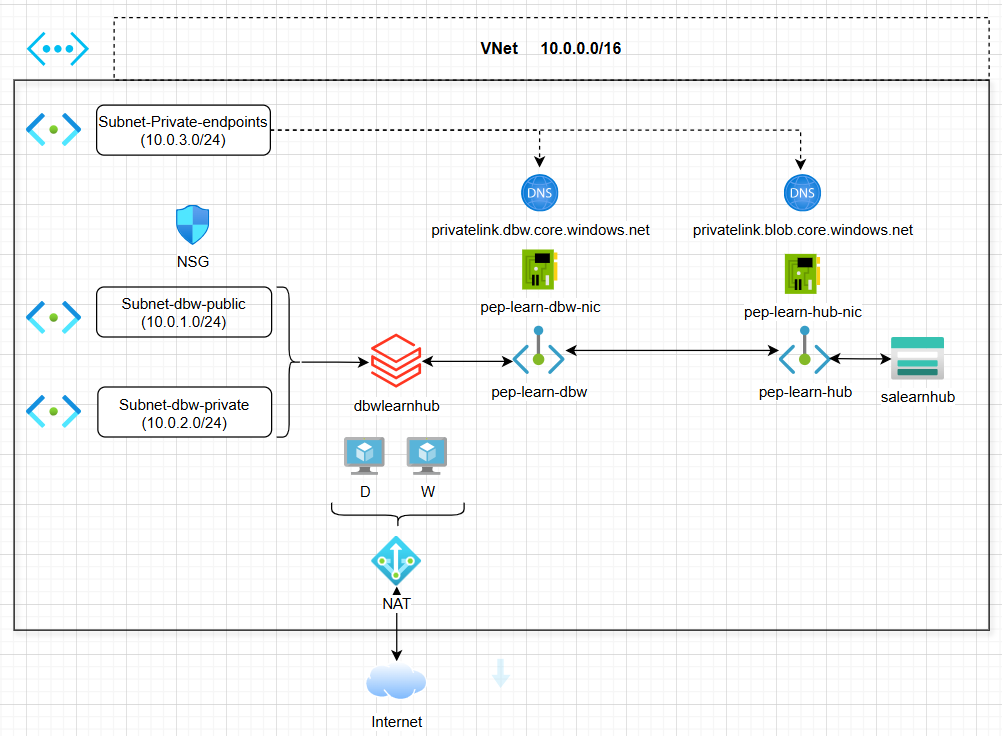 VNet 10.0.0.0/16
Subnet-Private-endpoints
(10.0.3.0/24)
DNS
DNS
privatelink.dbw.core.windows.net
privatelink.blob.core.windows.net
NSG
Subnet-dbw-public
(10.0.1.0/24)
pep-learn-dbw-nic
pep-learn-hub-nic
Subnet-dbw-private
(10.0.2.0/24)
dbwlearnhub
pep-learn-dbw
pep-learn-hub
salearnhub
D
W
NAT
Internet